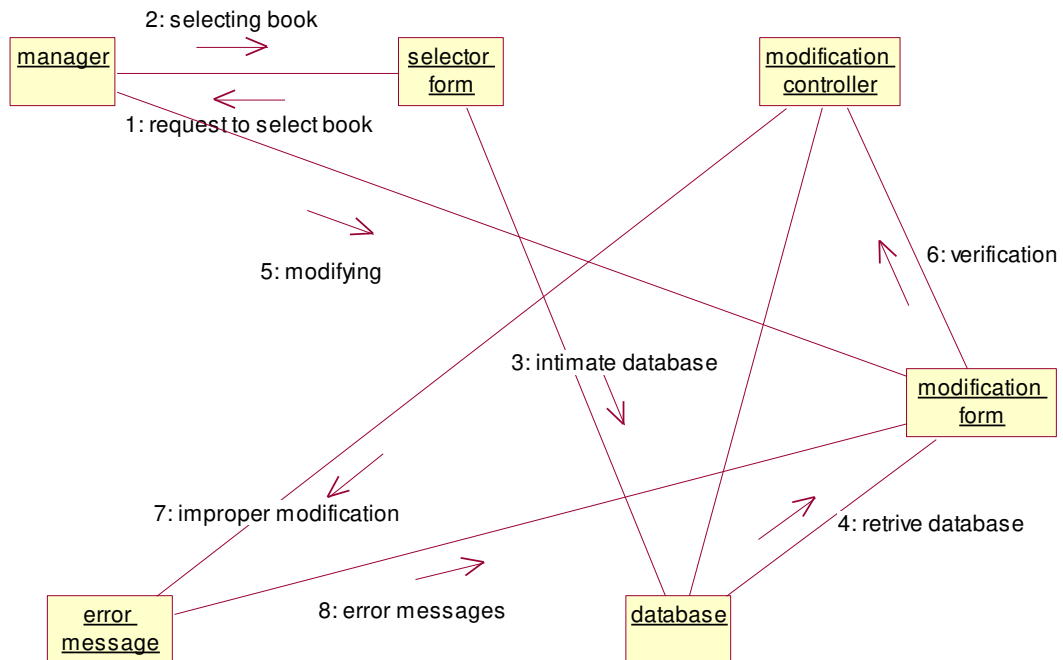 2: selecting book
manager
selector
form
modification
controller
1: request to select book
5: modifying
6: verification
3: intimate database
modification
form
7: improper modification
4: retrive database
8: error messages
error
message
database